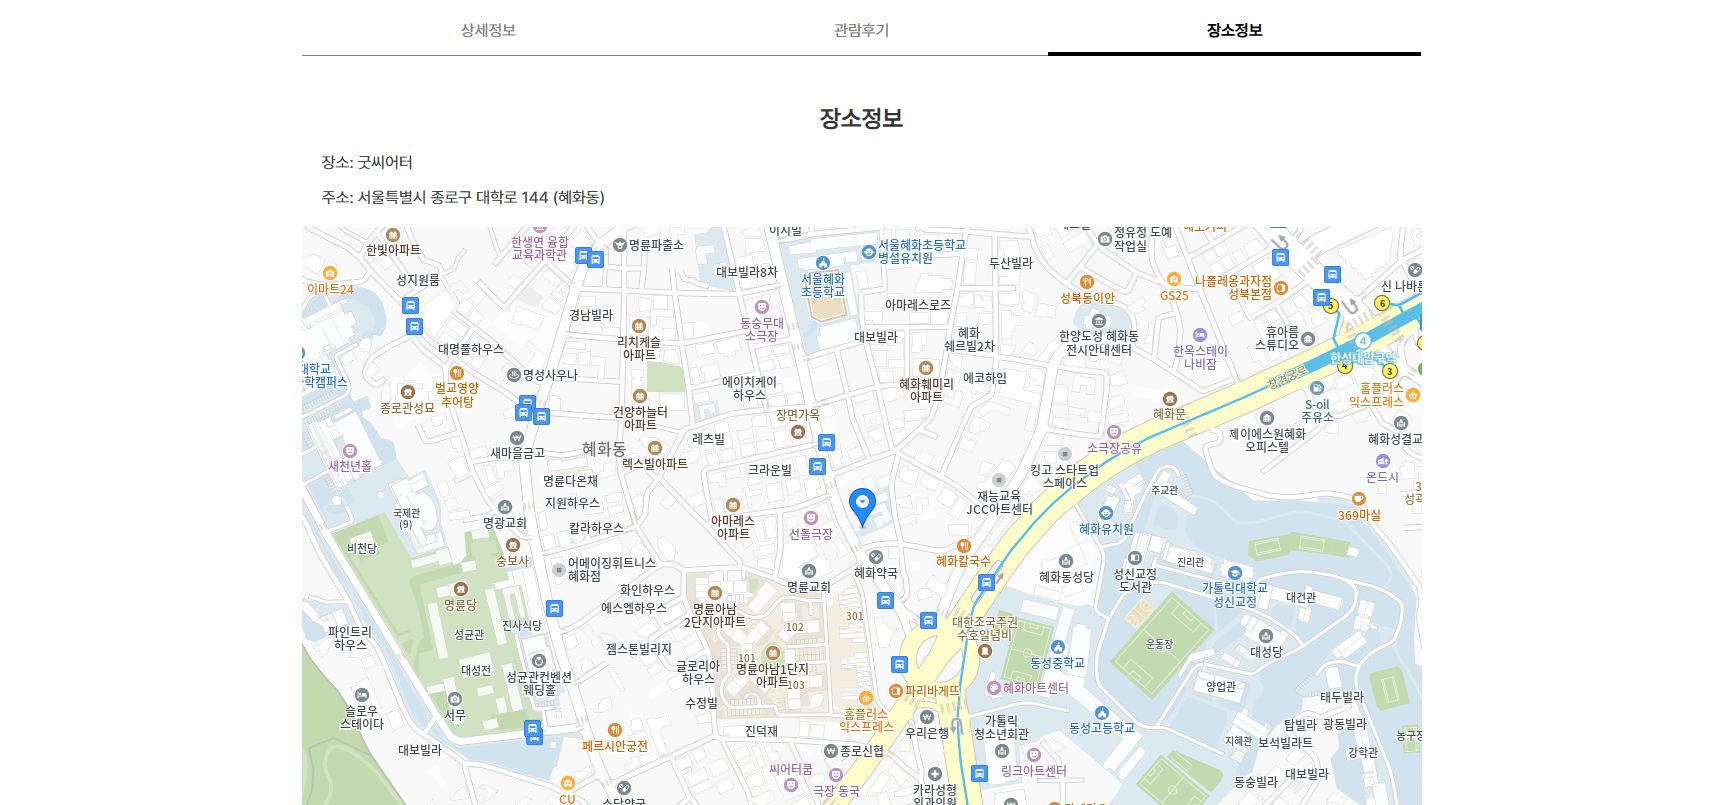 상세정보
관람후기
장소정보
장소정보
장소: 굿씨어터
주소: 서울특별시 종로구 대학로 144 (혜화동)
한빛아파트
한생연 융합
교육과학관
명륜파출소
서울혜화초등학교
병설유치원
정유정 도예
작업실
이마트24
성지원룸
대보빌라8차
서울혜화
초등학교
두산빌라
성북동이안
GS25
나폴레옹과자점
성북본점
5
6
경남빌라
동숭무대
소극장
아마레스로즈
대명풀하우스
리치케슬
아파트
대보빌라
혜화
쉐르빌2차
한양도성 혜화동
전시안내센터
한옥스테이
나비잠
휴아름
스튜디오
4
한성대입구역
4
3
벌교영양
추어탕
명성사우나
에이치케이
하우스
혜화훼미리
아파트
에코하임
창경궁로
홈플러스
익스프레스
종로관성묘
건양하늘터
아파트
장면가옥
혜화문
S-oil
주유소
새마을금고
혜화동
레츠빌
소극장공유
제이에스원혜화
오피스텔
혜화성결교
새천년홀
렉스빌아파트
크라운빌
킹고 스타트업
스페이스
온드시
명륜다온채
지원하우스
재능교육
JCC아트센터
주교관
국제관
(9)
명광교회
칼라하우스
아마레스
아파트
선돌극장
혜화유치원
369마실
비천당
숭보사
어메이징휘트니스
혜화점
명륜교회
혜화약국
혜화칼국수
혜화동성당
성신교정
도서관
진리관
가톨릭대학교
성신교정
대건관
명륜당
화인하우스
에스엠하우스
명륜아남
2단지아파트
301
102
대한조국주권
수호일념비
파인트리
하우스
성균관
진사식당
젬스톤빌리지
운동장
대성당
대성전
성균관컨벤션
웨딩홀
글로리아
하우스
101
명륜아남1단지
아파트
103
동성중학교
혜화아트센터
양업관
태두빌라
슬로우
스테이다
서무
수정빌
홈플러스
익스프레스
파리바게뜨
우리은행
가톨릭
청소년회관
동성고등학교
탑빌라
광동빌라
대보빌라
페르시안궁전
진덕재
종로신협
지혜관
보석빌라트
강학관
씨어터쿰
극장 동국
카라성형
링크아트센터
동숭빌라
대보빌라
CU